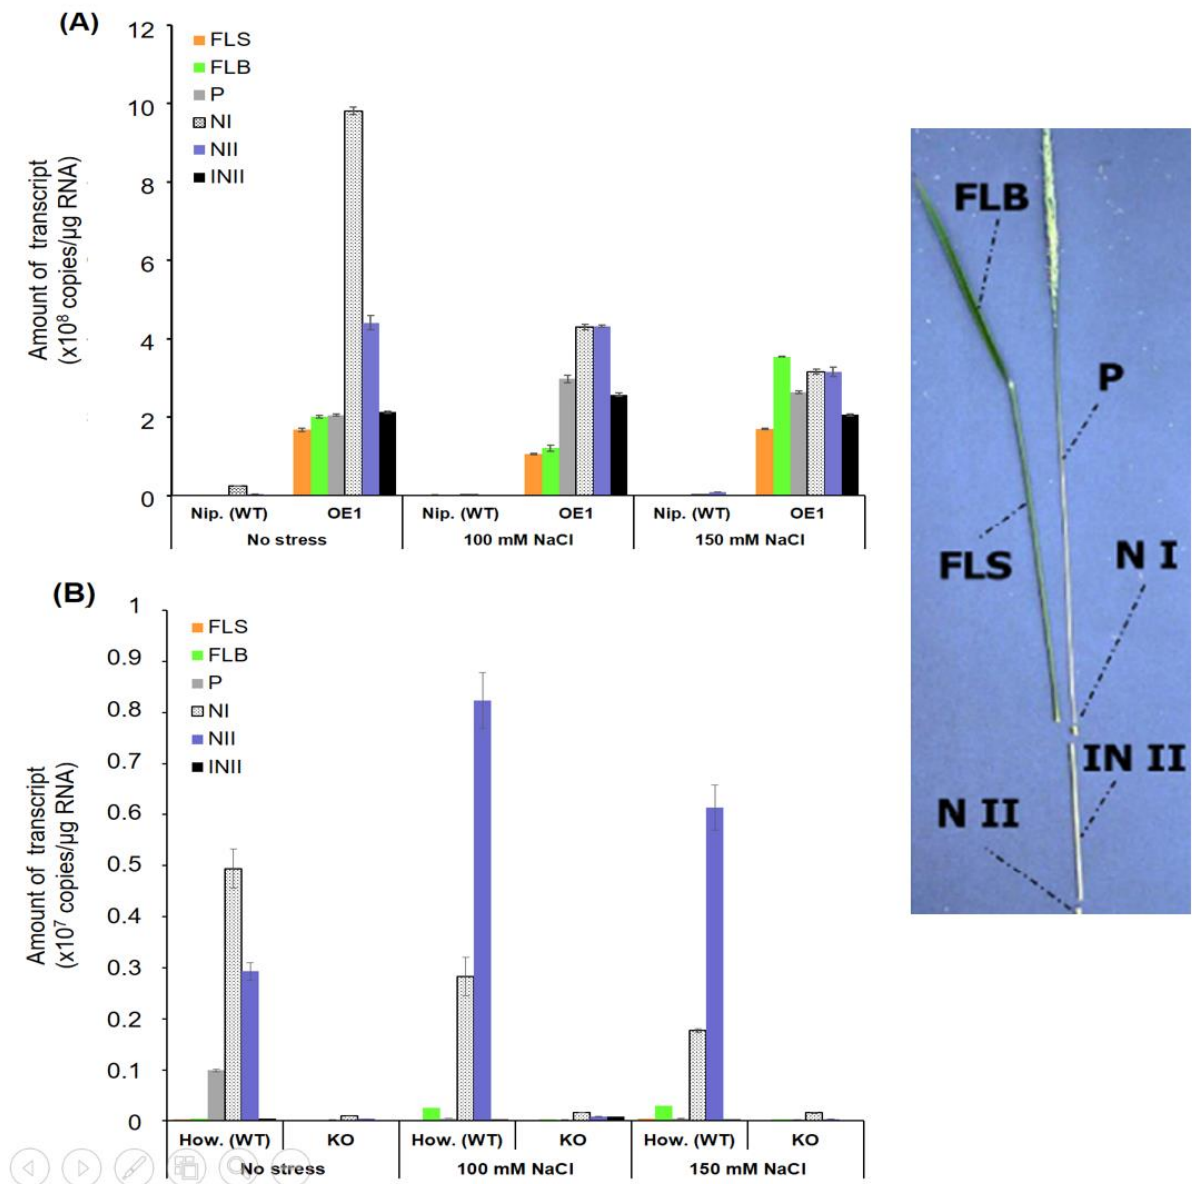 (A)
12
10
8
6
4
2
0
Amount of transcript
(x10⁸ copies/µg RNA)
FLS
FLB
P
NI
NII
INII
Nip. (WT) OE1 Nip. (WT) OE1 Nip. (WT) OE1
No stress 100 mM NaCl 150 mM NaCl
(B)
1
0.9
0.8
0.7
0.6
0.5
0.4
0.3
0.2
0.1
0
Amount of transcript
(x10⁷ copies/µg RNA)
FLS
FLB
P
NI
NII
INII
How. (WT) KO How. (WT) KO How. (WT) KO
No stress 100 mM NaCl 150 mM NaCl
FLB
P
FLS
N I
IN II
N II